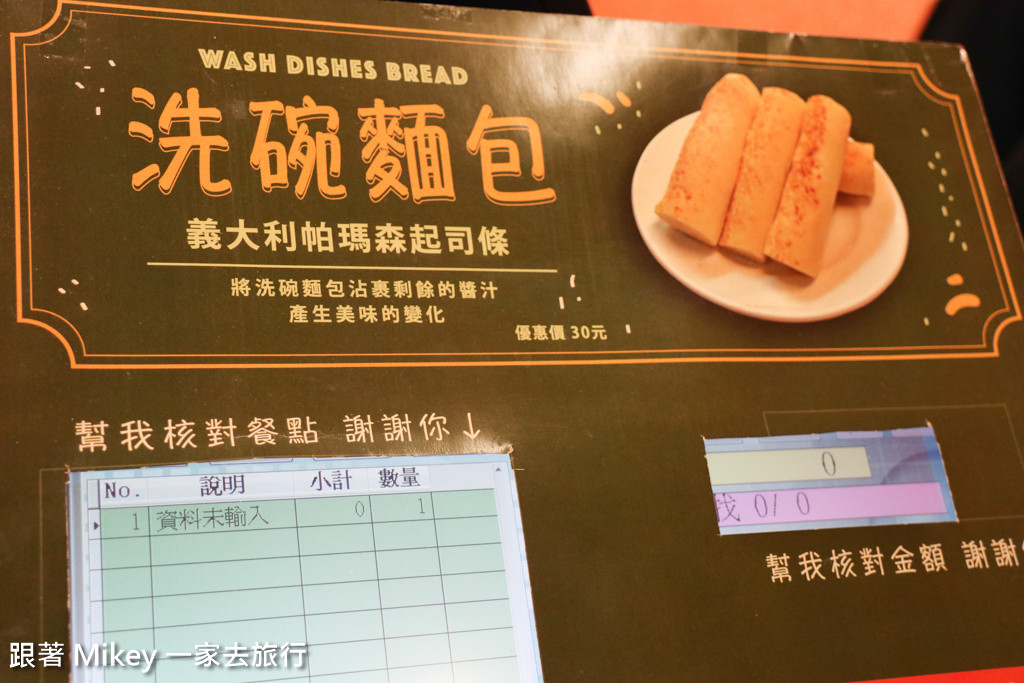 WASH DISHES BREAD
洗碗麵包
義大利帕瑪森起司條
將洗碗麵包沾裹剩餘的醬汁
產生美味的變化
優惠價 30元
幫我核對餐點 謝謝你↓
No. 說明 小計 數量
1 資料未輸入 0 1
0
找 0/ 0
幫我核對金額 謝謝
跟著 Mikey 一家去旅行